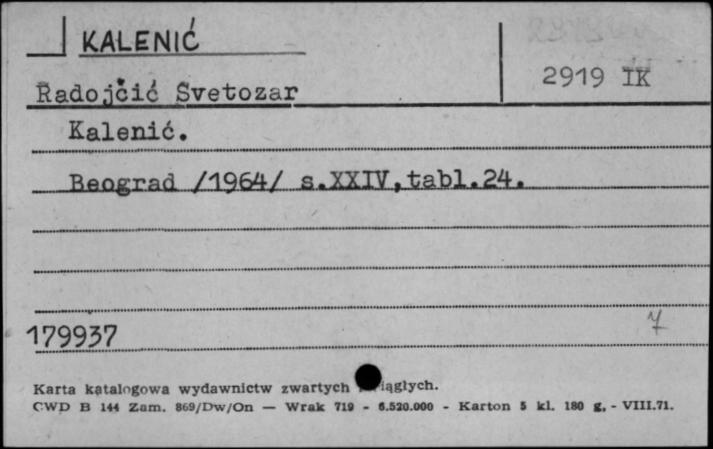 KALENIĆ
2919 IK
Radojčić Svetozar
Kalenić.
Beograd /1964/ s.XXIV,tabl.24.
179937
Karta katalogowa wydawnictw zwartych iągłych.
CWD B 144 Zam. 869/Dw/On — Wrak 719 - 6.520.000 - Karton 5 kl. 180 g. - VIII.71.